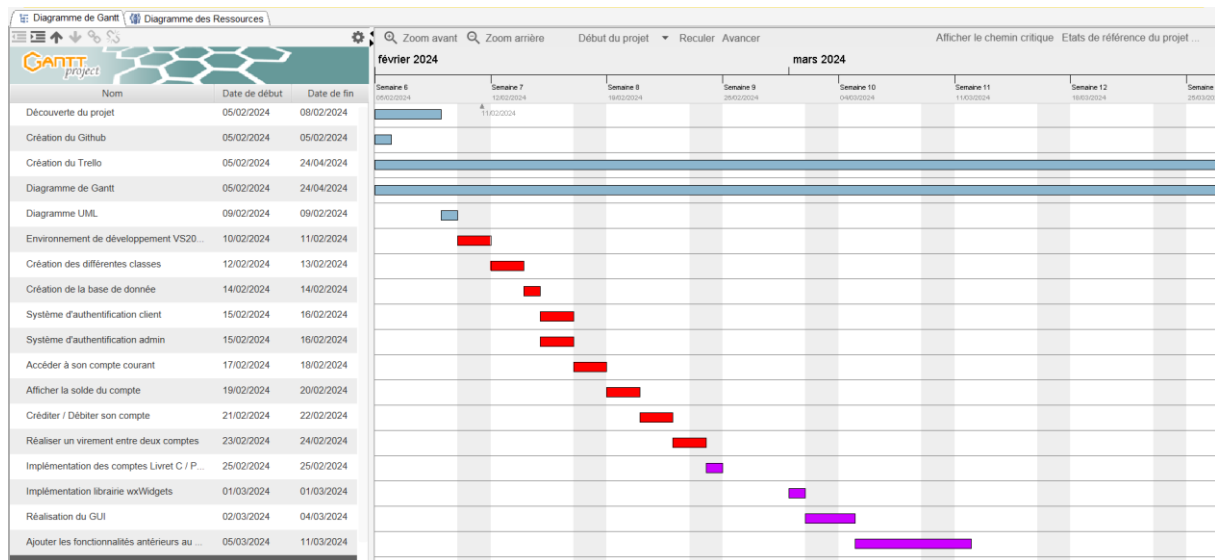 Diagramme de Gantt Diagramme des Ressources
Zoom avant Zoom arrière Début du projet Reculer Avancer Afficher le chemin critique Etats de référence du projet ...
GANTT project
février 2024 mars 2024
Nom Date de début Date de fin
Semaine 6 Semaine 7 Semaine 8 Semaine 9 Semaine 10 Semaine 11 Semaine 12 Semaine
05/02/2024 12/02/2024 19/02/2024 26/02/2024 04/03/2024 11/03/2024 18/03/2024 25/03/20
11/02/2024
Découverte du projet 05/02/2024 08/02/2024
Création du Github 05/02/2024 05/02/2024
Création du Trello 05/02/2024 24/04/2024
Diagramme de Gantt 05/02/2024 24/04/2024
Diagramme UML 09/02/2024 09/02/2024
Environnement de développement VS20... 10/02/2024 11/02/2024
Création des différentes classes 12/02/2024 13/02/2024
Création de la base de donnée 14/02/2024 14/02/2024
Système d'authentification client 15/02/2024 16/02/2024
Système d'authentification admin 15/02/2024 16/02/2024
Accéder à son compte courant 17/02/2024 18/02/2024
Afficher la solde du compte 19/02/2024 20/02/2024
Créditer / Débiter son compte 21/02/2024 22/02/2024
Réaliser un virement entre deux comptes 23/02/2024 24/02/2024
Implémentation des comptes Livret C / P... 25/02/2024 25/02/2024
Implémentation librairie wxWidgets 01/03/2024 01/03/2024
Réalisation du GUI 02/03/2024 04/03/2024
Ajouter les fonctionnalités antérieurs au ... 05/03/2024 11/03/2024